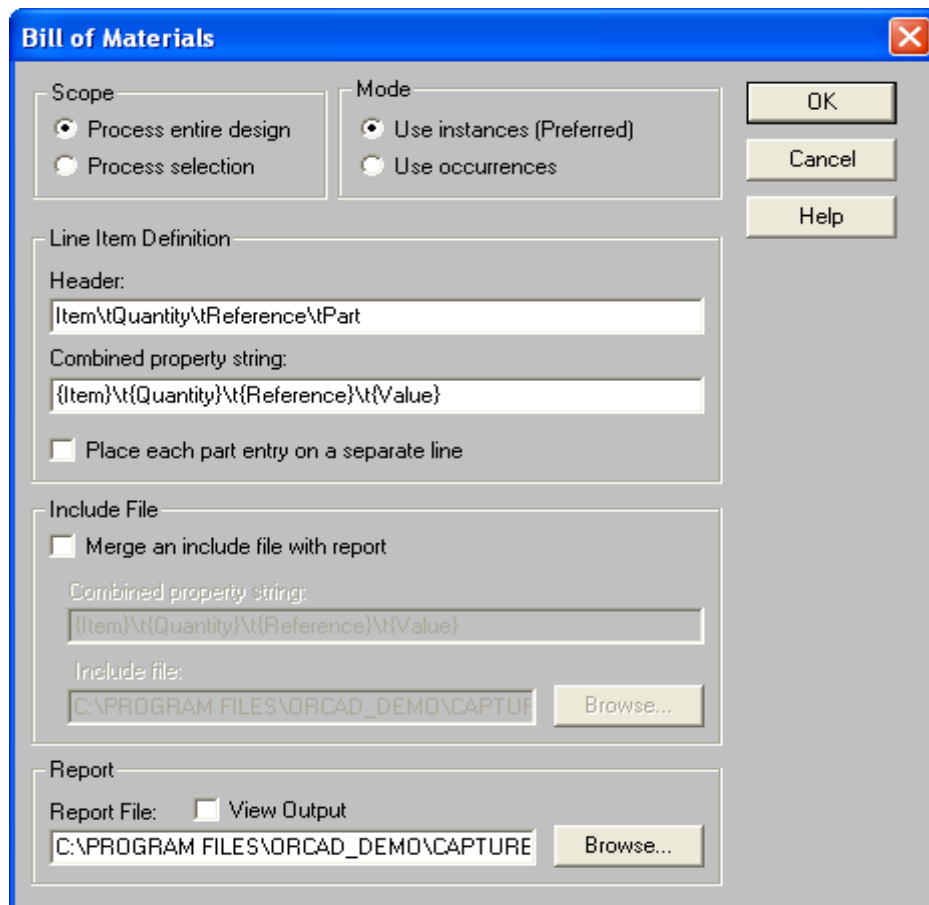 Bill of Materials
Scope
Process entire design
Process selection
Mode
Use instances (Preferred)
Use occurrences
OK
Cancel
Help
Line Item Definition
Header:
Item\tQuantity\tReference\tPart
Combined property string:
{Item}\t{Quantity}\t{Reference}\t{Value}
Place each part entry on a separate line
Include File
Merge an include file with report
Combined property string:
{Item}\t{Quantity}\t{Reference}\t{Value}
Include file:
C:\PROGRAM FILES\ORCAD_DEMO\CAPTUR
Browse...
Report
Report File:
View Output
C:\PROGRAM FILES\ORCAD_DEMO\CAPTURE
Browse...